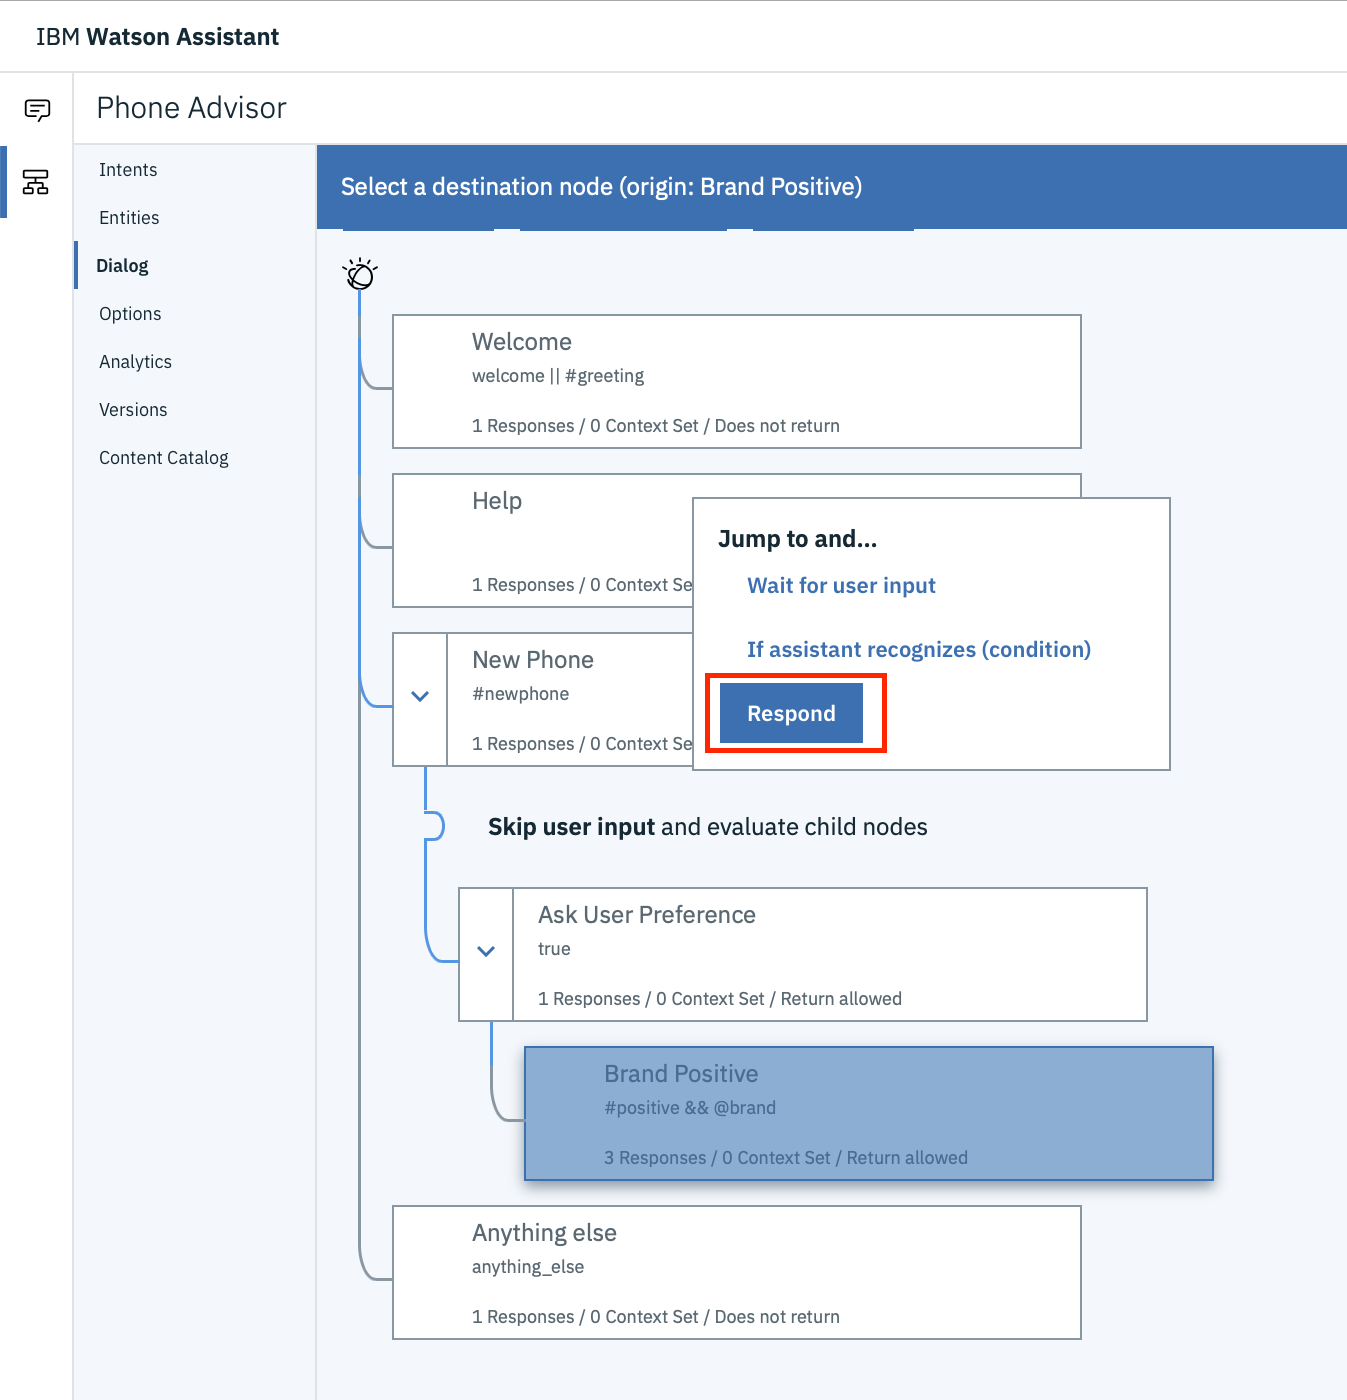 IBM Watson Assistant
Phone Advisor
Intents
Entities
Dialog
Options
Analytics
Versions
Content Catalog
Select a destination node (origin: Brand Positive)
Welcome
welcome || #greeting
1 Responses / 0 Context Set / Does not return
Help
1 Responses / 0 Context Se
Jump to and...
Wait for user input
If assistant recognizes (condition)
Respond
New Phone
#newphone
1 Responses / 0 Context Se
Skip user input and evaluate child nodes
Ask User Preference
true
1 Responses / 0 Context Set / Return allowed
Brand Positive
#positive && @brand
3 Responses / 0 Context Set / Return allowed
Anything else
anything_else
1 Responses / 0 Context Set / Does not return